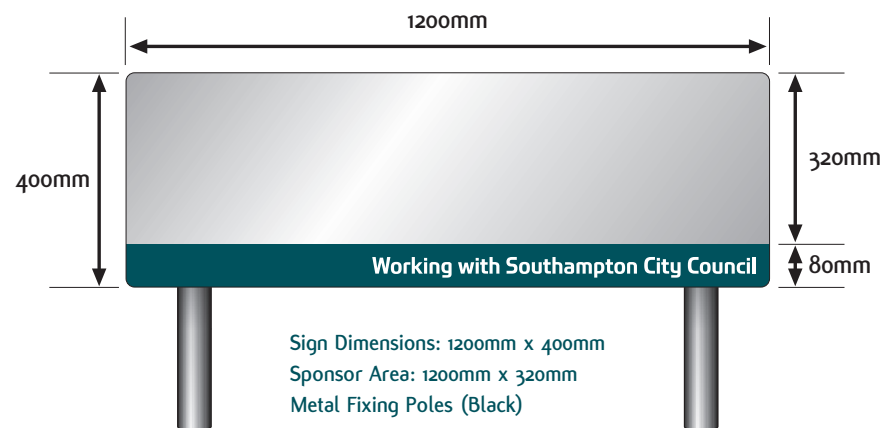 1200mm
400mm
320mm
Working with Southampton City Council
80mm
Sign Dimensions: 1200mm x 400mm
Sponsor Area: 1200mm x 320mm
Metal Fixing Poles (Black)